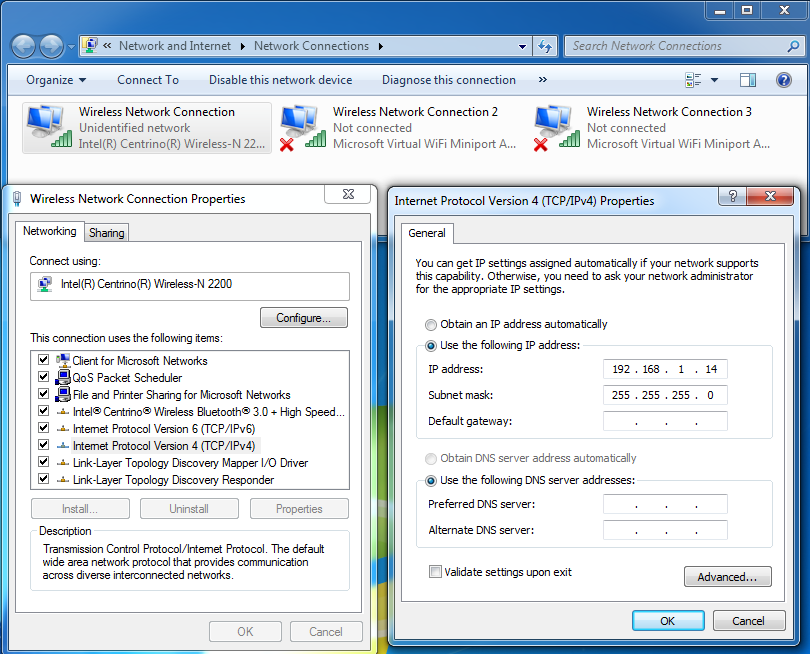 « Network and Internet ▸ Network Connections ▸
Search Network Connections
Organize Connect To Disable this network device Diagnose this connection »
Wireless Network Connection
Unidentified network
Intel(R) Centrino(R) Wireless-N 22...
Wireless Network Connection 2
Not connected
Microsoft Virtual WiFi Miniport A...
Wireless Network Connection 3
Not connected
Microsoft Virtual WiFi Miniport A...
Wireless Network Connection Properties
Networking Sharing
Connect using:
Intel(R) Centrino(R) Wireless-N 2200
Configure...
This connection uses the following items:
Client for Microsoft Networks
QoS Packet Scheduler
File and Printer Sharing for Microsoft Networks
Intel® Centrino® Wireless Bluetooth® 3.0 + High Speed...
Internet Protocol Version 6 (TCP/IPv6)
Internet Protocol Version 4 (TCP/IPv4)
Link-Layer Topology Discovery Mapper I/O Driver
Link-Layer Topology Discovery Responder
Install... Uninstall Properties
Description
Transmission Control Protocol/Internet Protocol. The default
wide area network protocol that provides communication
across diverse interconnected networks.
OK Cancel
Internet Protocol Version 4 (TCP/IPv4) Properties
General
You can get IP settings assigned automatically if your network supports
this capability. Otherwise, you need to ask your network administrator
for the appropriate IP settings.
Obtain an IP address automatically
Use the following IP address:
IP address: 192 . 168 . 1 . 14
Subnet mask: 255 . 255 . 255 . 0
Default gateway: . . .
Obtain DNS server address automatically
Use the following DNS server addresses:
Preferred DNS server: . . .
Alternate DNS server: . . .
Validate settings upon exit
Advanced...
OK Cancel